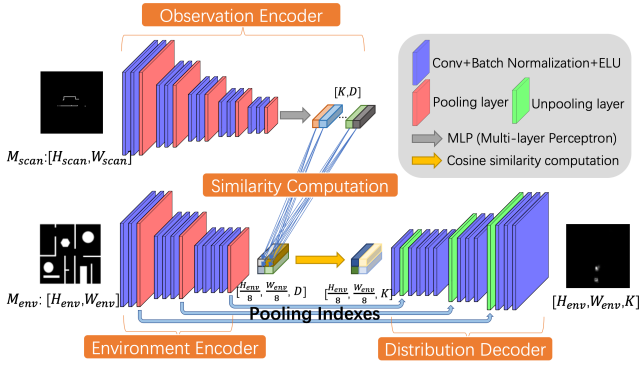 Observation Encoder
Conv+Batch Normalization+ELU
Pooling layer
Unpooling layer
MLP (Multi-layer Perceptron)
Cosine similarity computation
[K,D]
...
M_scan:[H_scan,W_scan]
Similarity Computation
M_env: [H_env,W_env]
[H_env/8, W_env/8, D]
[H_env/8, W_env/8, K]
[H_env,W_env,K]
Pooling Indexes
Environment Encoder
Distribution Decoder